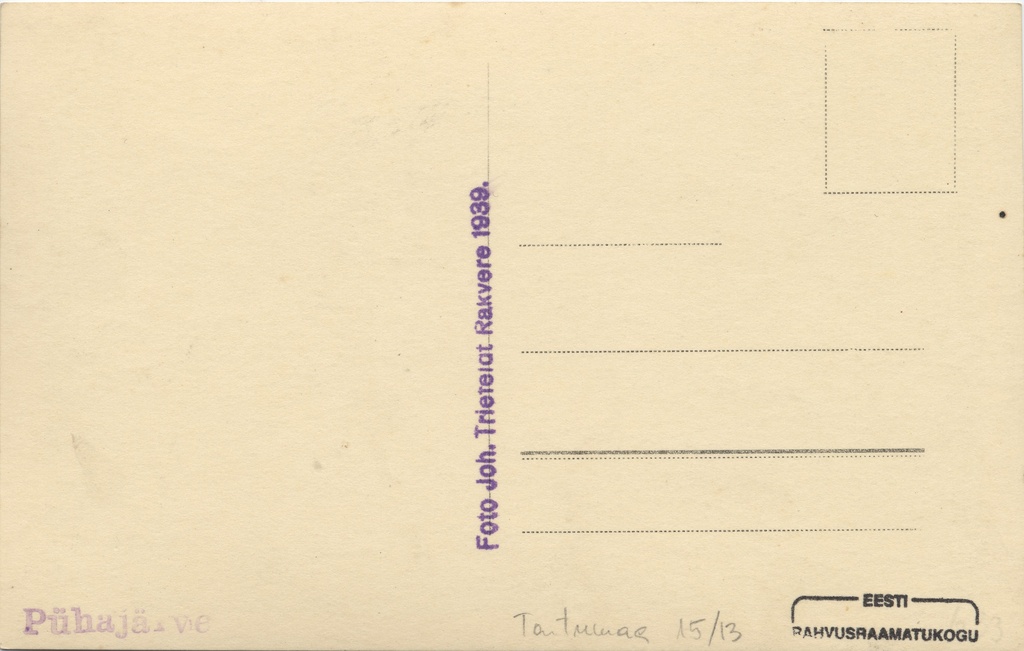 Foto Joh. Triefeldt Rakvere 1939.
Pühajärve
Tartumaa 15/13
EESTI
RAHVUSRAAMATUKOGU